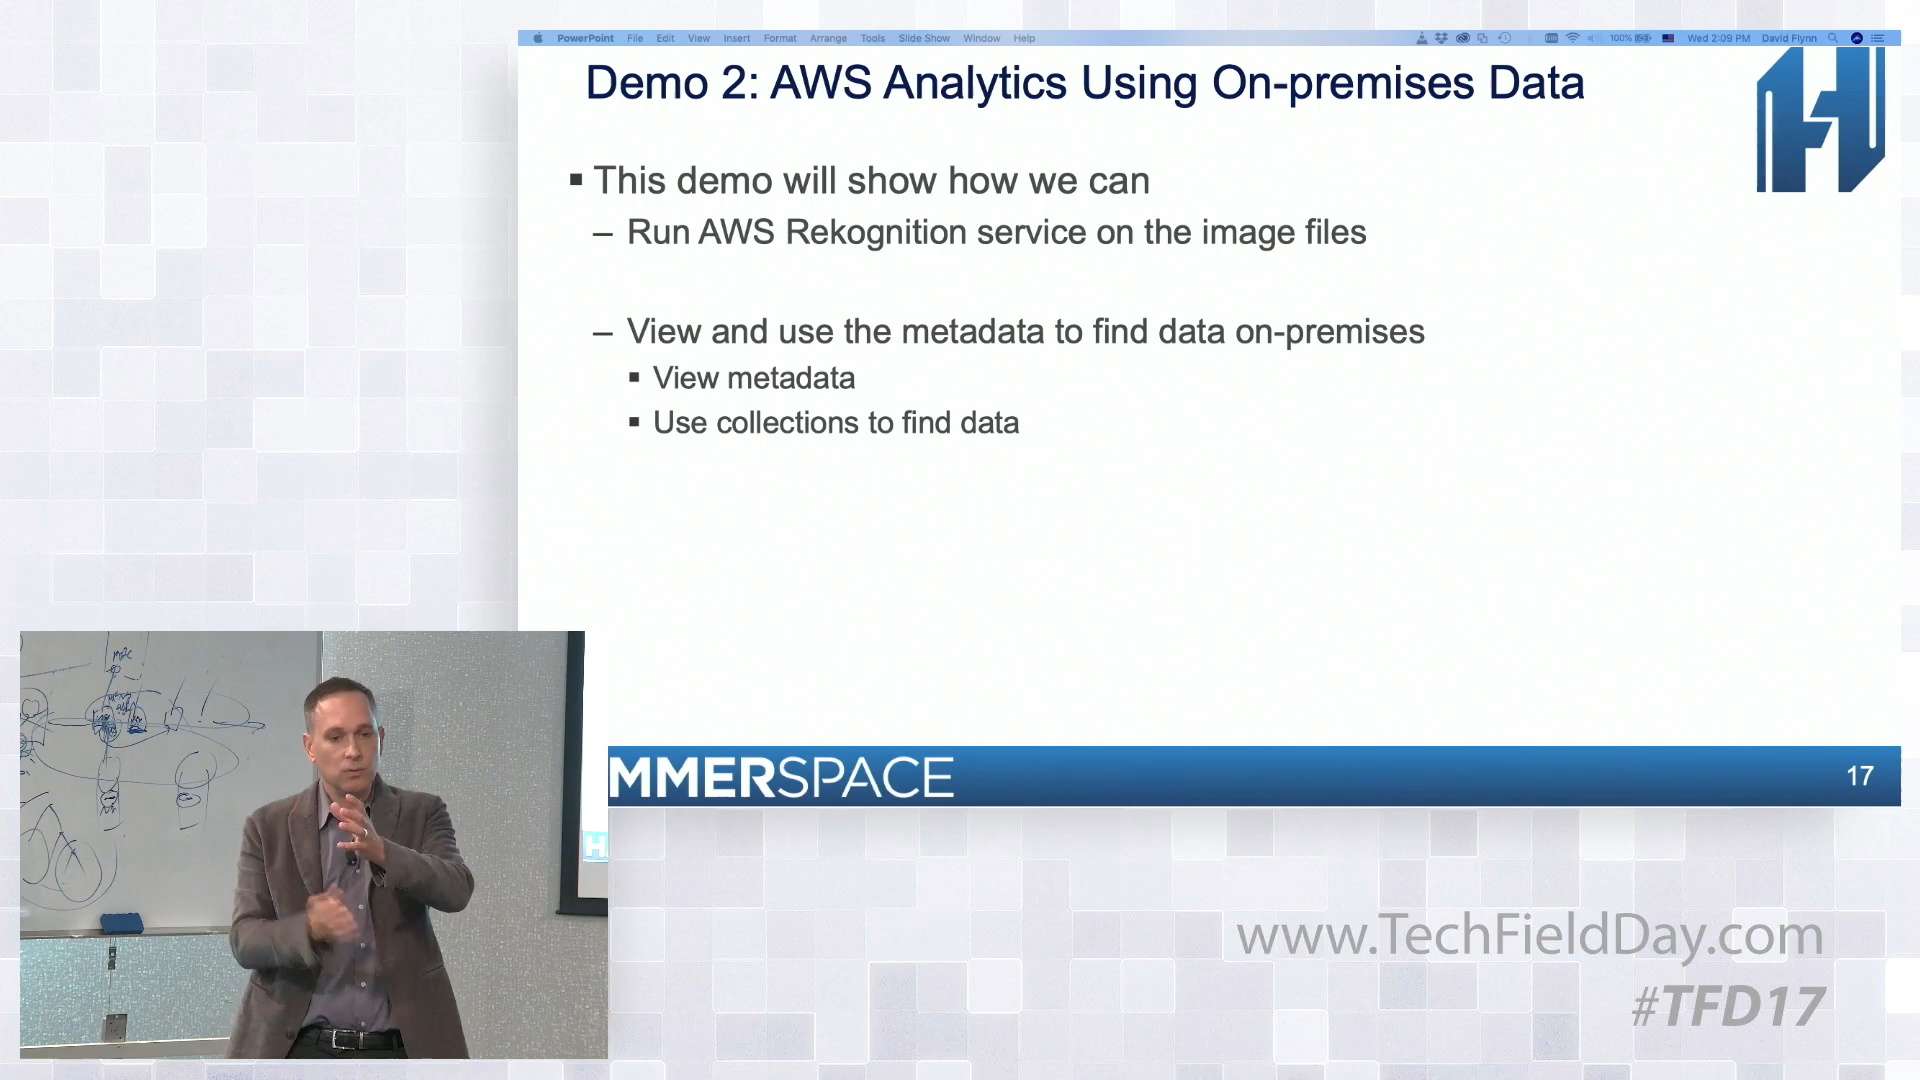 PowerPoint File Edit View Insert Format Arrange Tools Slide Show Window Help 100% Wed 2:09 PM David Flynn
Demo 2: AWS Analytics Using On-premises Data
▪ This demo will show how we can
– Run AWS Rekognition service on the image files
– View and use the metadata to find data on-premises
▪ View metadata
▪ Use collections to find data
MMERSPACE
17
H
www.TechFieldDay.com
#TFD17